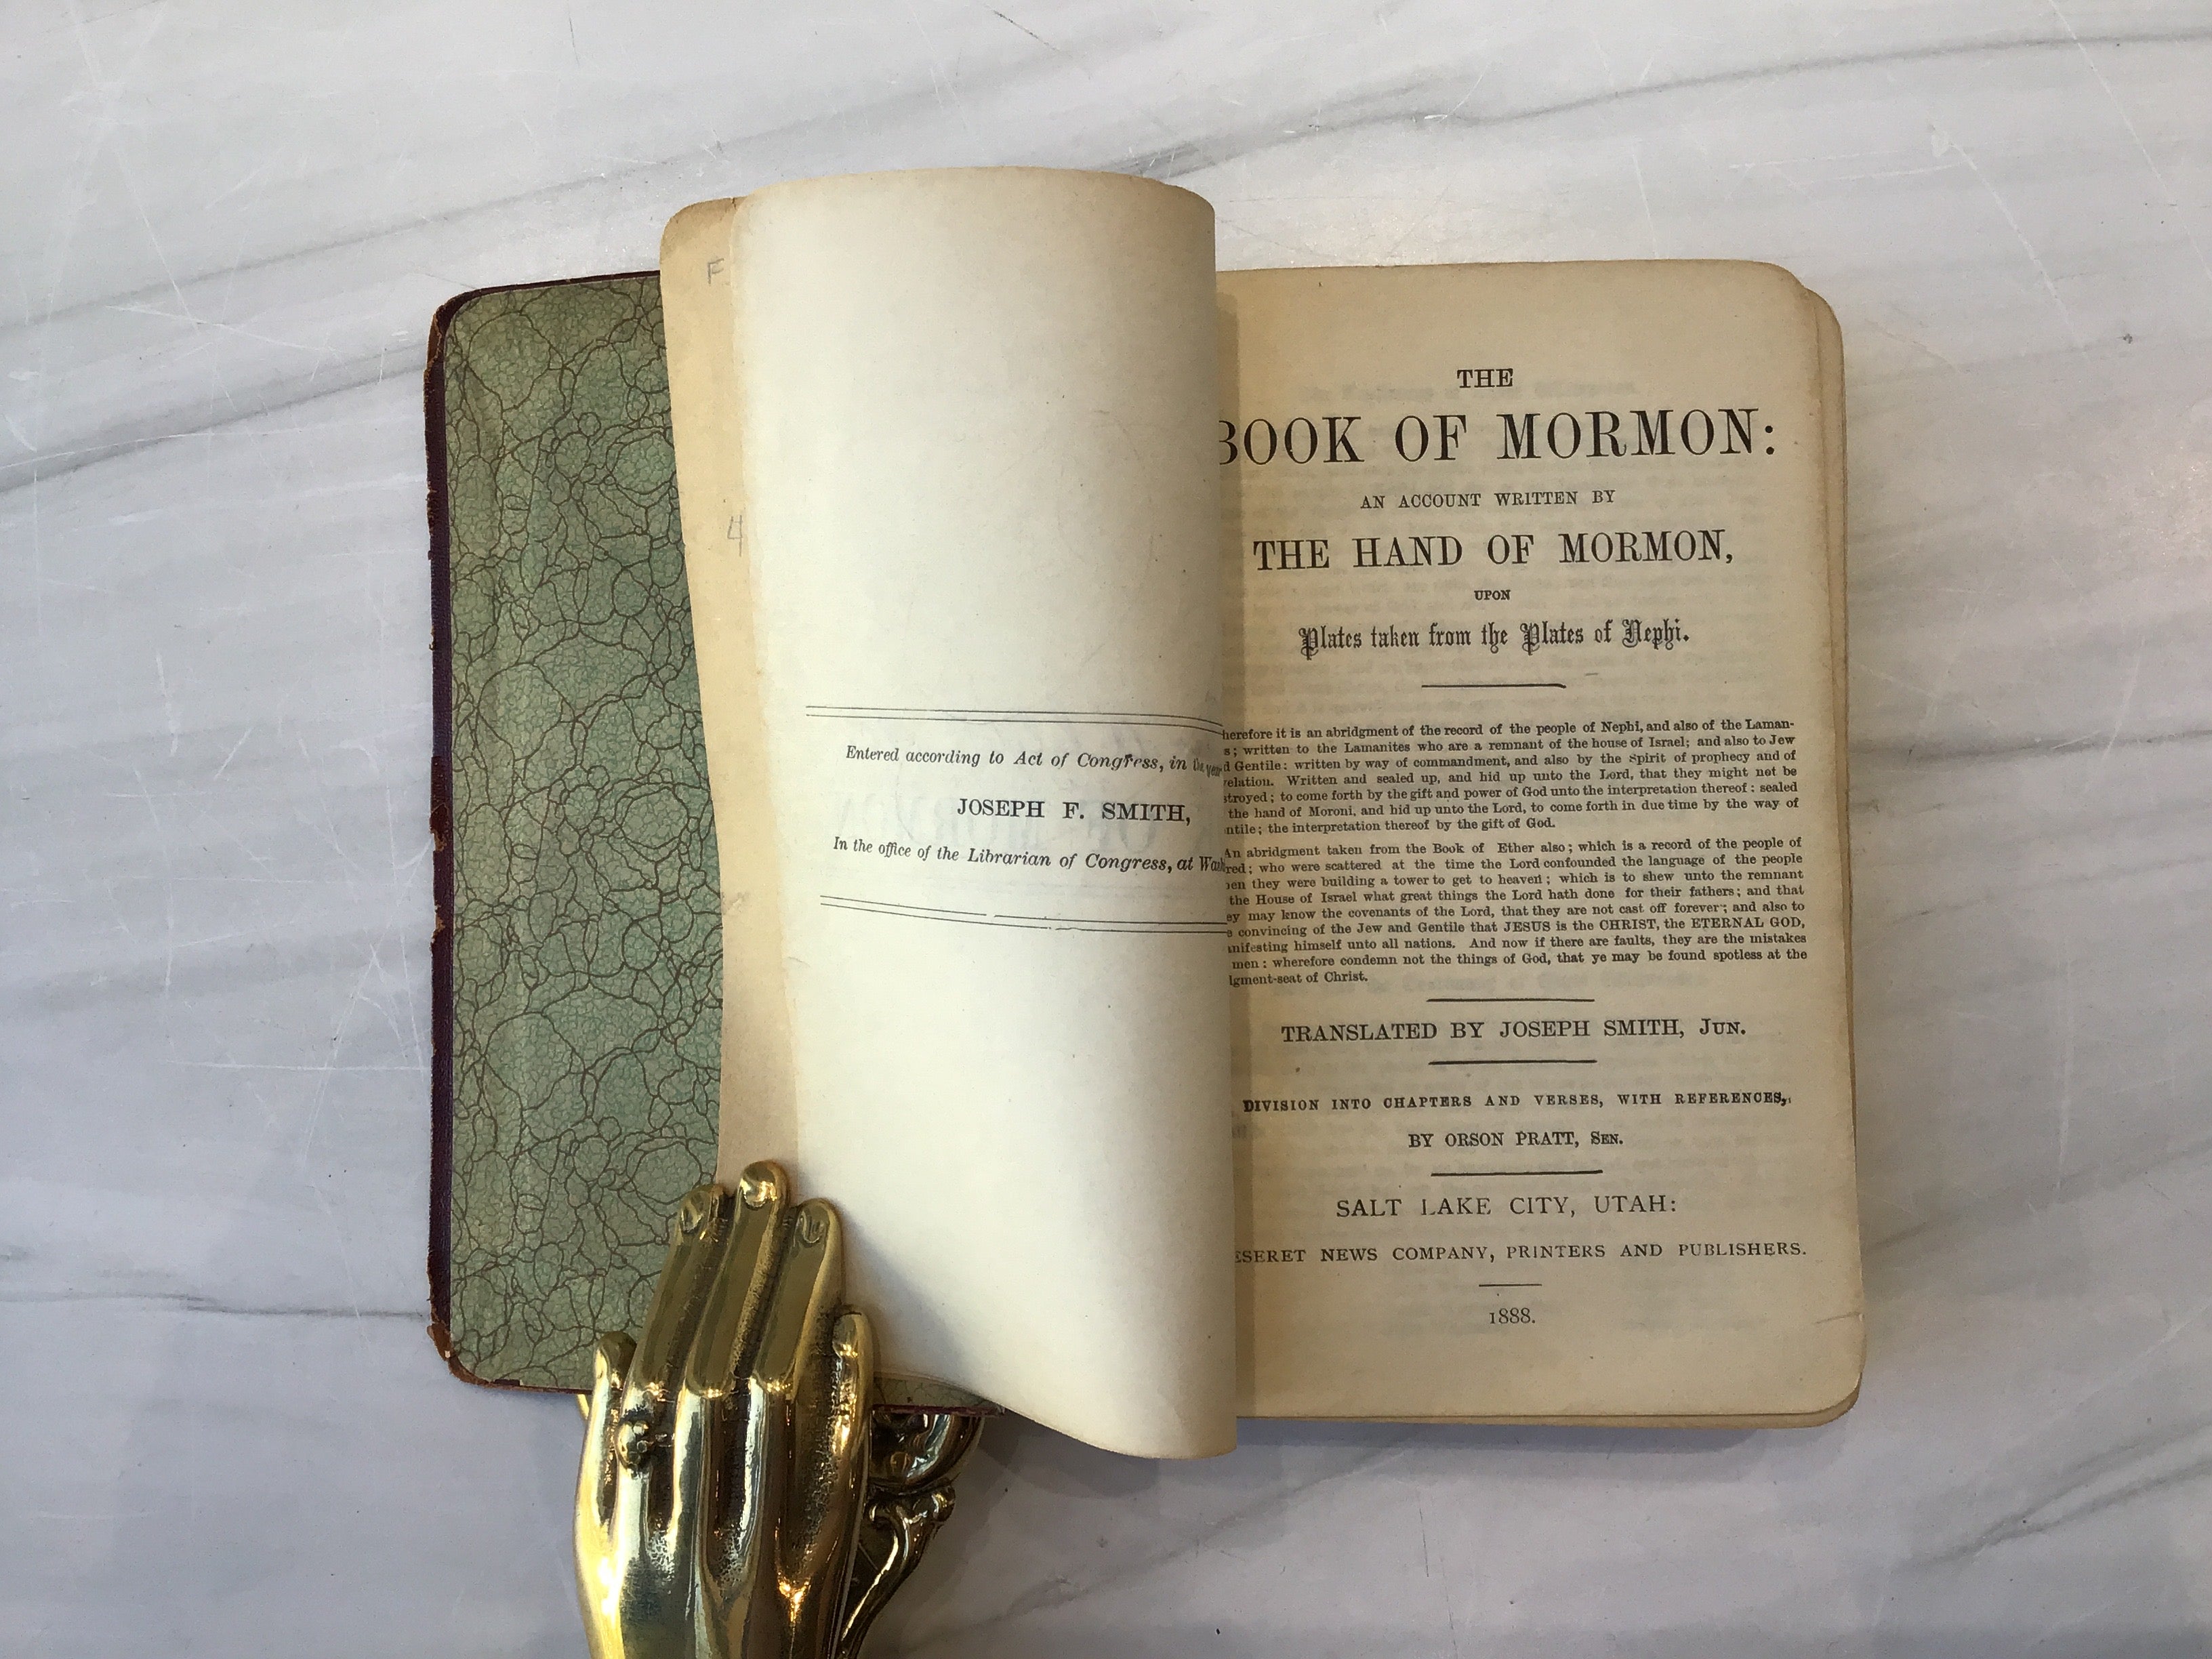 F
4
Entered according to Act of Congress, in the year
JOSEPH F. SMITH,
In the office of the Librarian of Congress, at
THE
BOOK OF MORMON:
AN ACCOUNT WRITTEN BY
THE HAND OF MORMON,
UPON
Plates taken from the Plates of Nephi.
herefore it is an abridgment of the record of the people of Nephi, and also of the Laman-
s; written to the Lamanites who are a remnant of the house of Israel; and also to Jew
d Gentile: written by way of commandment, and also by the Spirit of prophecy and of
elation. Written and sealed up, and hid up unto the Lord, that they might not be
stroyed; to come forth by the gift and power of God unto the interpretation thereof: sealed
the hand of Moroni, and hid up unto the Lord, to come forth in due time by the way of
ntile; the interpretation thereof by the gift of God.
An abridgment taken from the Book of Ether also; which is a record of the people of
red; who were scattered at the time the Lord confounded the language of the people
en they were building a tower to get to heaven; which is to shew unto the remnant
the House of Israel what great things the Lord hath done for their fathers; and that
ey may know the covenants of the Lord, that they are not cast off forever; and also to
e convincing of the Jew and Gentile that JESUS is the CHRIST, the ETERNAL GOD,
nifesting himself unto all nations. And now if there are faults, they are the mistakes
men: wherefore condemn not the things of God, that ye may be found spotless at the
lgment-seat of Christ.
TRANSLATED BY JOSEPH SMITH, JUN.
DIVISION INTO CHAPTERS AND VERSES, WITH REFERENCES,
BY ORSON PRATT, SEN.
SALT LAKE CITY, UTAH:
ESERET NEWS COMPANY, PRINTERS AND PUBLISHERS.
1888.